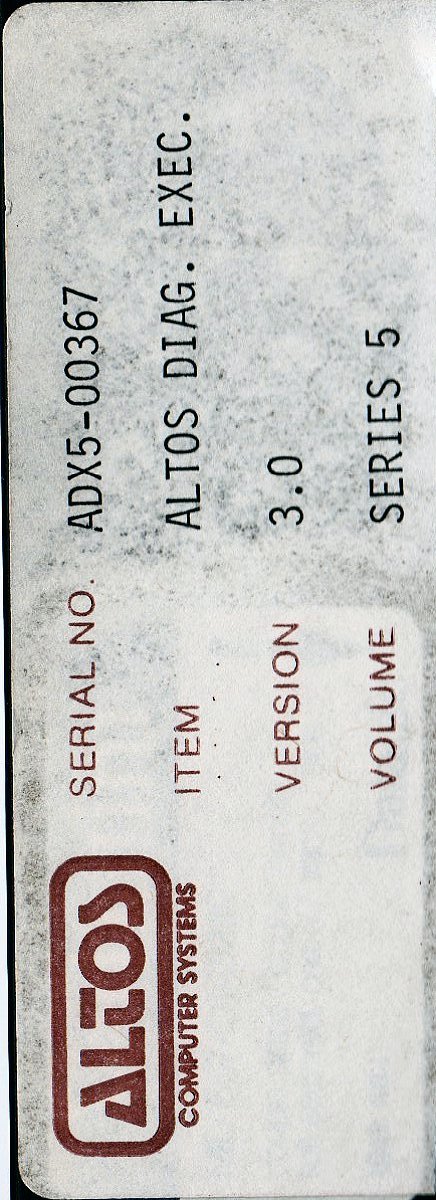 ALTOS
COMPUTER SYSTEMS
SERIAL NO. ADX5-00367
ITEM ALTOS DIAG. EXEC.
VERSION 3.0
VOLUME SERIES 5